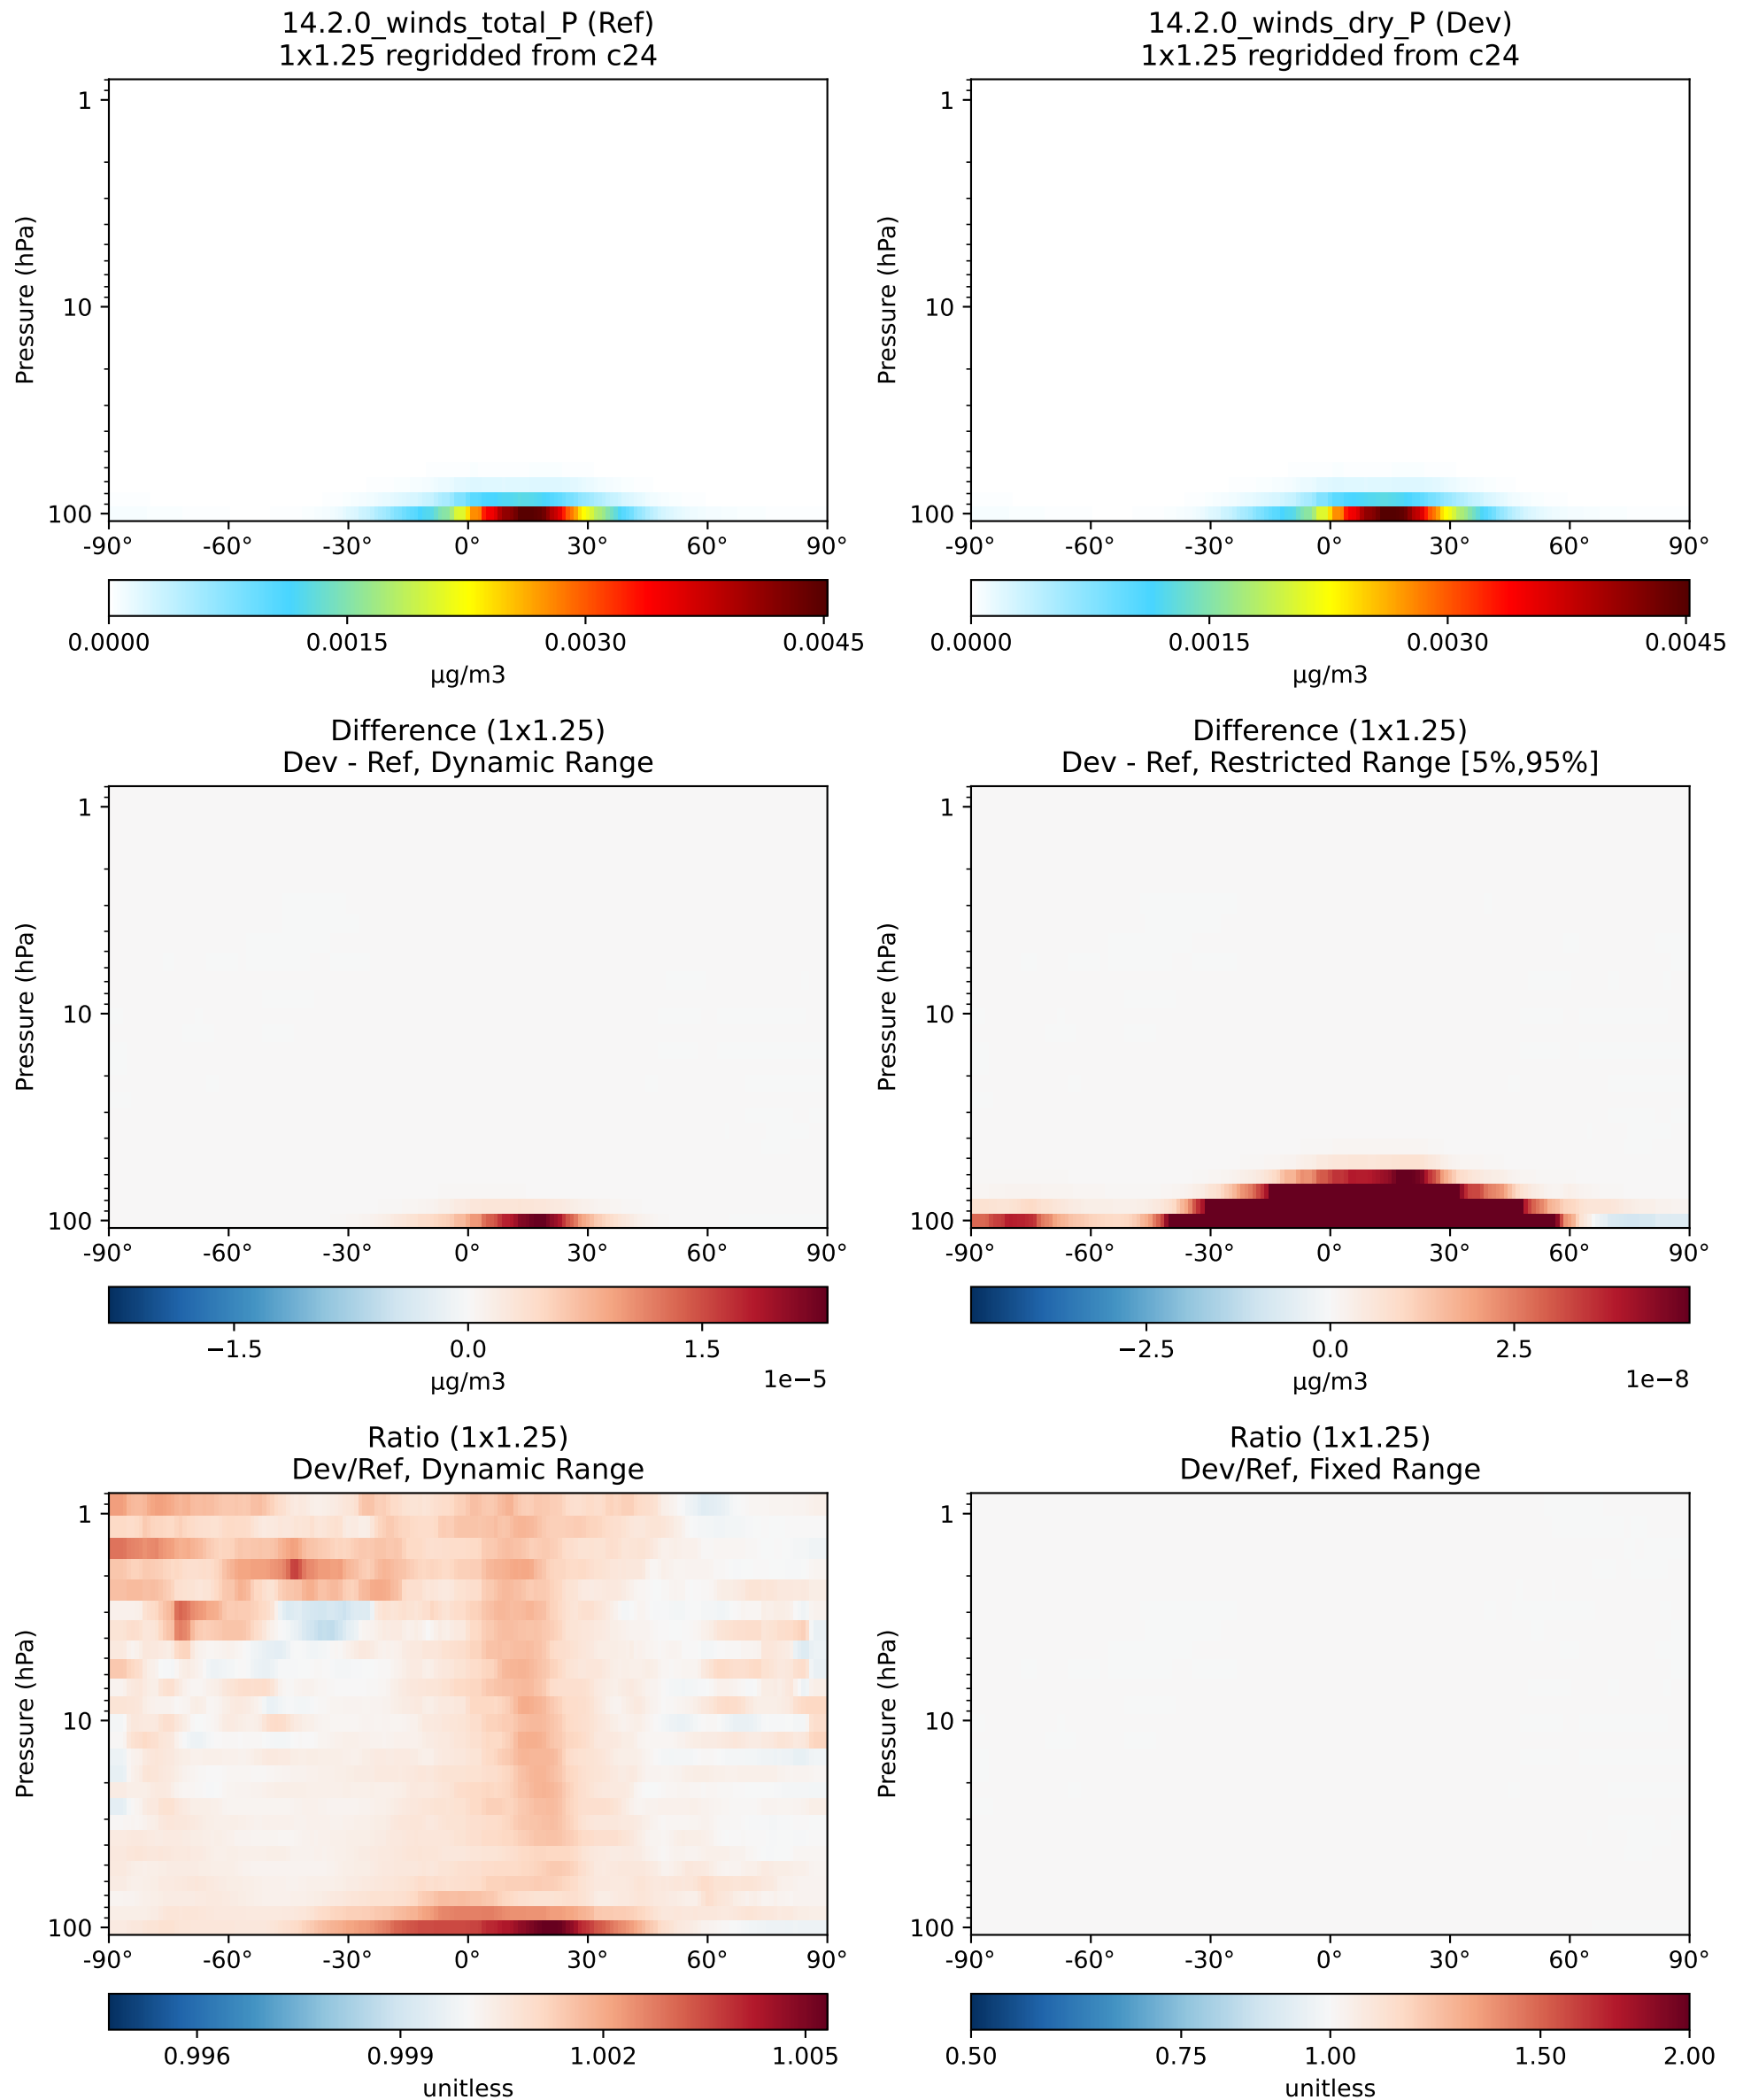 14.2.0_winds_total_P (Ref)
1x1.25 regridded from c24
14.2.0_winds_dry_P (Dev)
1x1.25 regridded from c24
Pressure (hPa)
1
10
100
-90° -60° -30° 0° 30° 60° 90°
0.0000 0.0015 0.0030 0.0045
µg/m3
Pressure (hPa)
1
10
100
-90° -60° -30° 0° 30° 60° 90°
0.0000 0.0015 0.0030 0.0045
µg/m3
Difference (1x1.25)
Dev - Ref, Dynamic Range
Pressure (hPa)
1
10
100
-90° -60° -30° 0° 30° 60° 90°
−1.5 0.0 1.5
µg/m3 1e−5
Difference (1x1.25)
Dev - Ref, Restricted Range [5%,95%]
Pressure (hPa)
1
10
100
-90° -60° -30° 0° 30° 60° 90°
−2.5 0.0 2.5
µg/m3 1e−8
Ratio (1x1.25)
Dev/Ref, Dynamic Range
Pressure (hPa)
1
10
100
-90° -60° -30° 0° 30° 60° 90°
0.996 0.999 1.002 1.005
unitless
Ratio (1x1.25)
Dev/Ref, Fixed Range
Pressure (hPa)
1
10
100
-90° -60° -30° 0° 30° 60° 90°
0.50 0.75 1.00 1.50 2.00
unitless